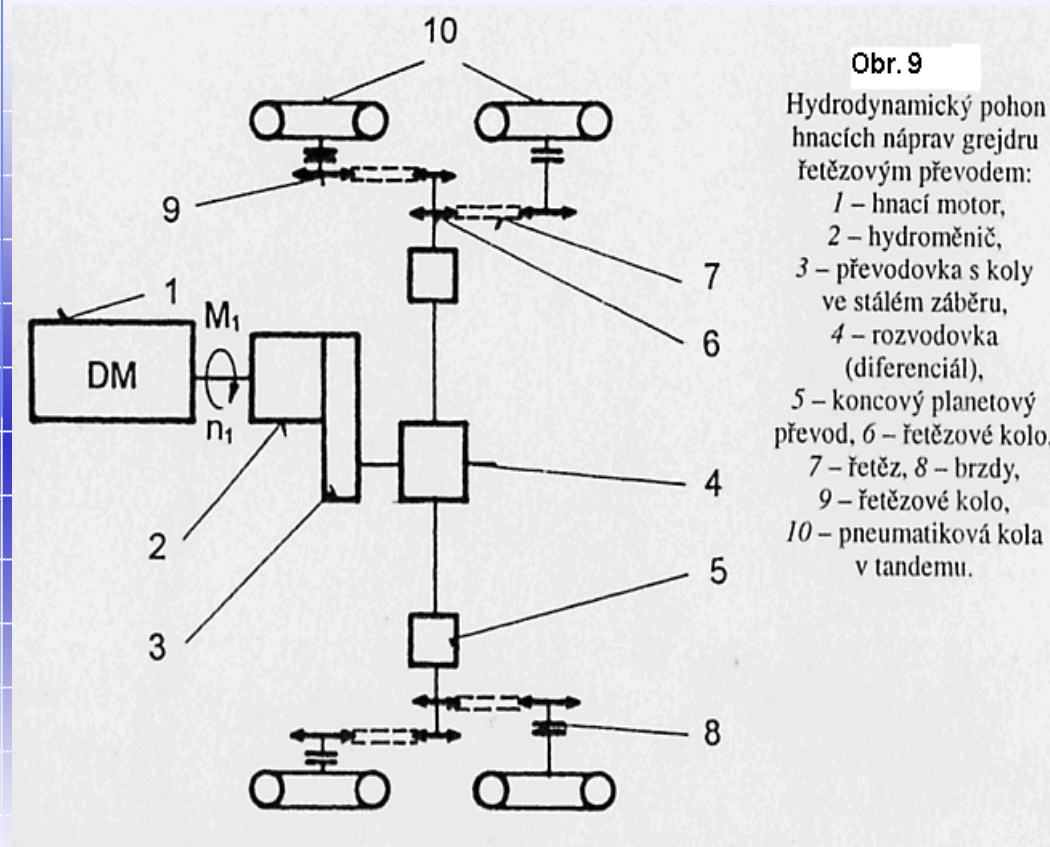 10
Obr. 9
Hydrodynamický pohon
hnacích náprav grejdru
řetězovým převodem:
1 – hnací motor,
2 – hydroměnič,
3 – převodovka s koly
ve stálém záběru,
4 – rozvodovka
(diferenciál),
5 – koncový planetový
převod, 6 – řetězové kolo,
7 – řetěz, 8 – brzdy,
9 – řetězové kolo,
10 – pneumatiková kola
v tandemu.
9
7
1
M₁
6
DM
n₁
4
2
5
3
8